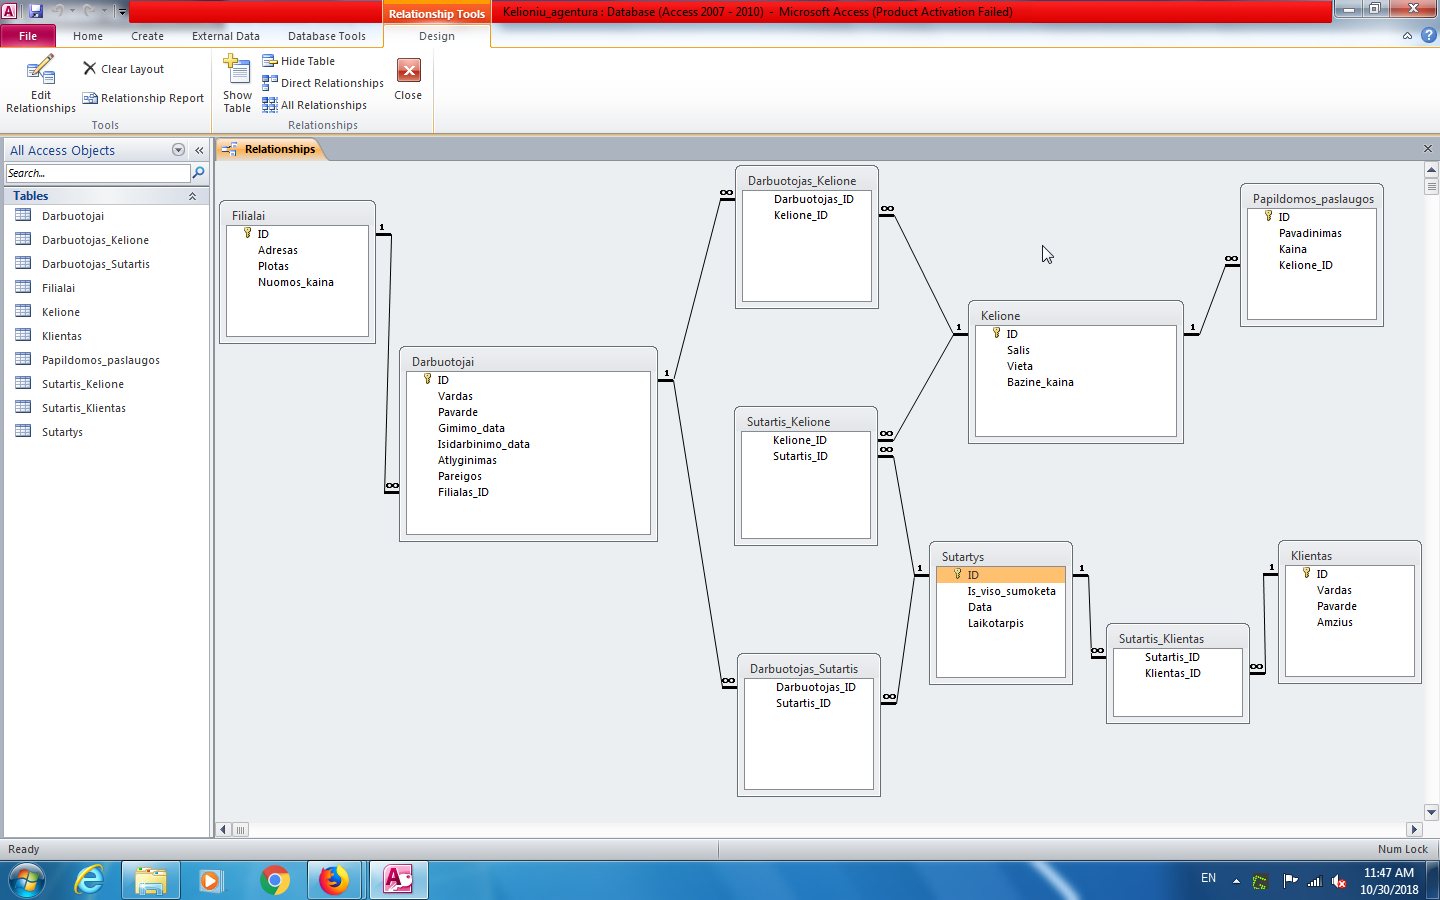 Relationship Tools
Kelioniu_agentura : Database (Access 2007 - 2010) - Microsoft Access (Product Activation Failed)
File
Home
Create
External Data
Database Tools
Design
Edit
Relationships
Clear Layout
Relationship Report
Tools
Show
Table
Hide Table
Direct Relationships
All Relationships
Relationships
Close
All Access Objects
Search...
Tables
Darbuotojai
Darbuotojas_Kelione
Darbuotojas_Sutartis
Filialai
Kelione
Klientas
Papildomos_paslaugos
Sutartis_Kelione
Sutartis_Klientas
Sutartys
Relationships
Filialai
ID
Adresas
Plotas
Nuomos_kaina
1
∞
Darbuotojai
ID
Vardas
Pavarde
Gimimo_data
Isidarbinimo_data
Atlyginimas
Pareigos
Filialas_ID
1
∞
Darbuotojas_Kelione
Darbuotojas_ID
Kelione_ID
∞
Sutartis_Kelione
Kelione_ID
Sutartis_ID
∞
∞
∞
Darbuotojas_Sutartis
Darbuotojas_ID
Sutartis_ID
∞
1
Kelione
ID
Salis
Vieta
Bazine_kaina
1
∞
Papildomos_paslaugos
ID
Pavadinimas
Kaina
Kelione_ID
1
Sutartys
ID
Is_viso_sumoketa
Data
Laikotarpis
1
∞
Sutartis_Klientas
Sutartis_ID
Klientas_ID
∞
1
Klientas
ID
Vardas
Pavarde
Amzius
Ready
Num Lock
EN
11:47 AM
10/30/2018